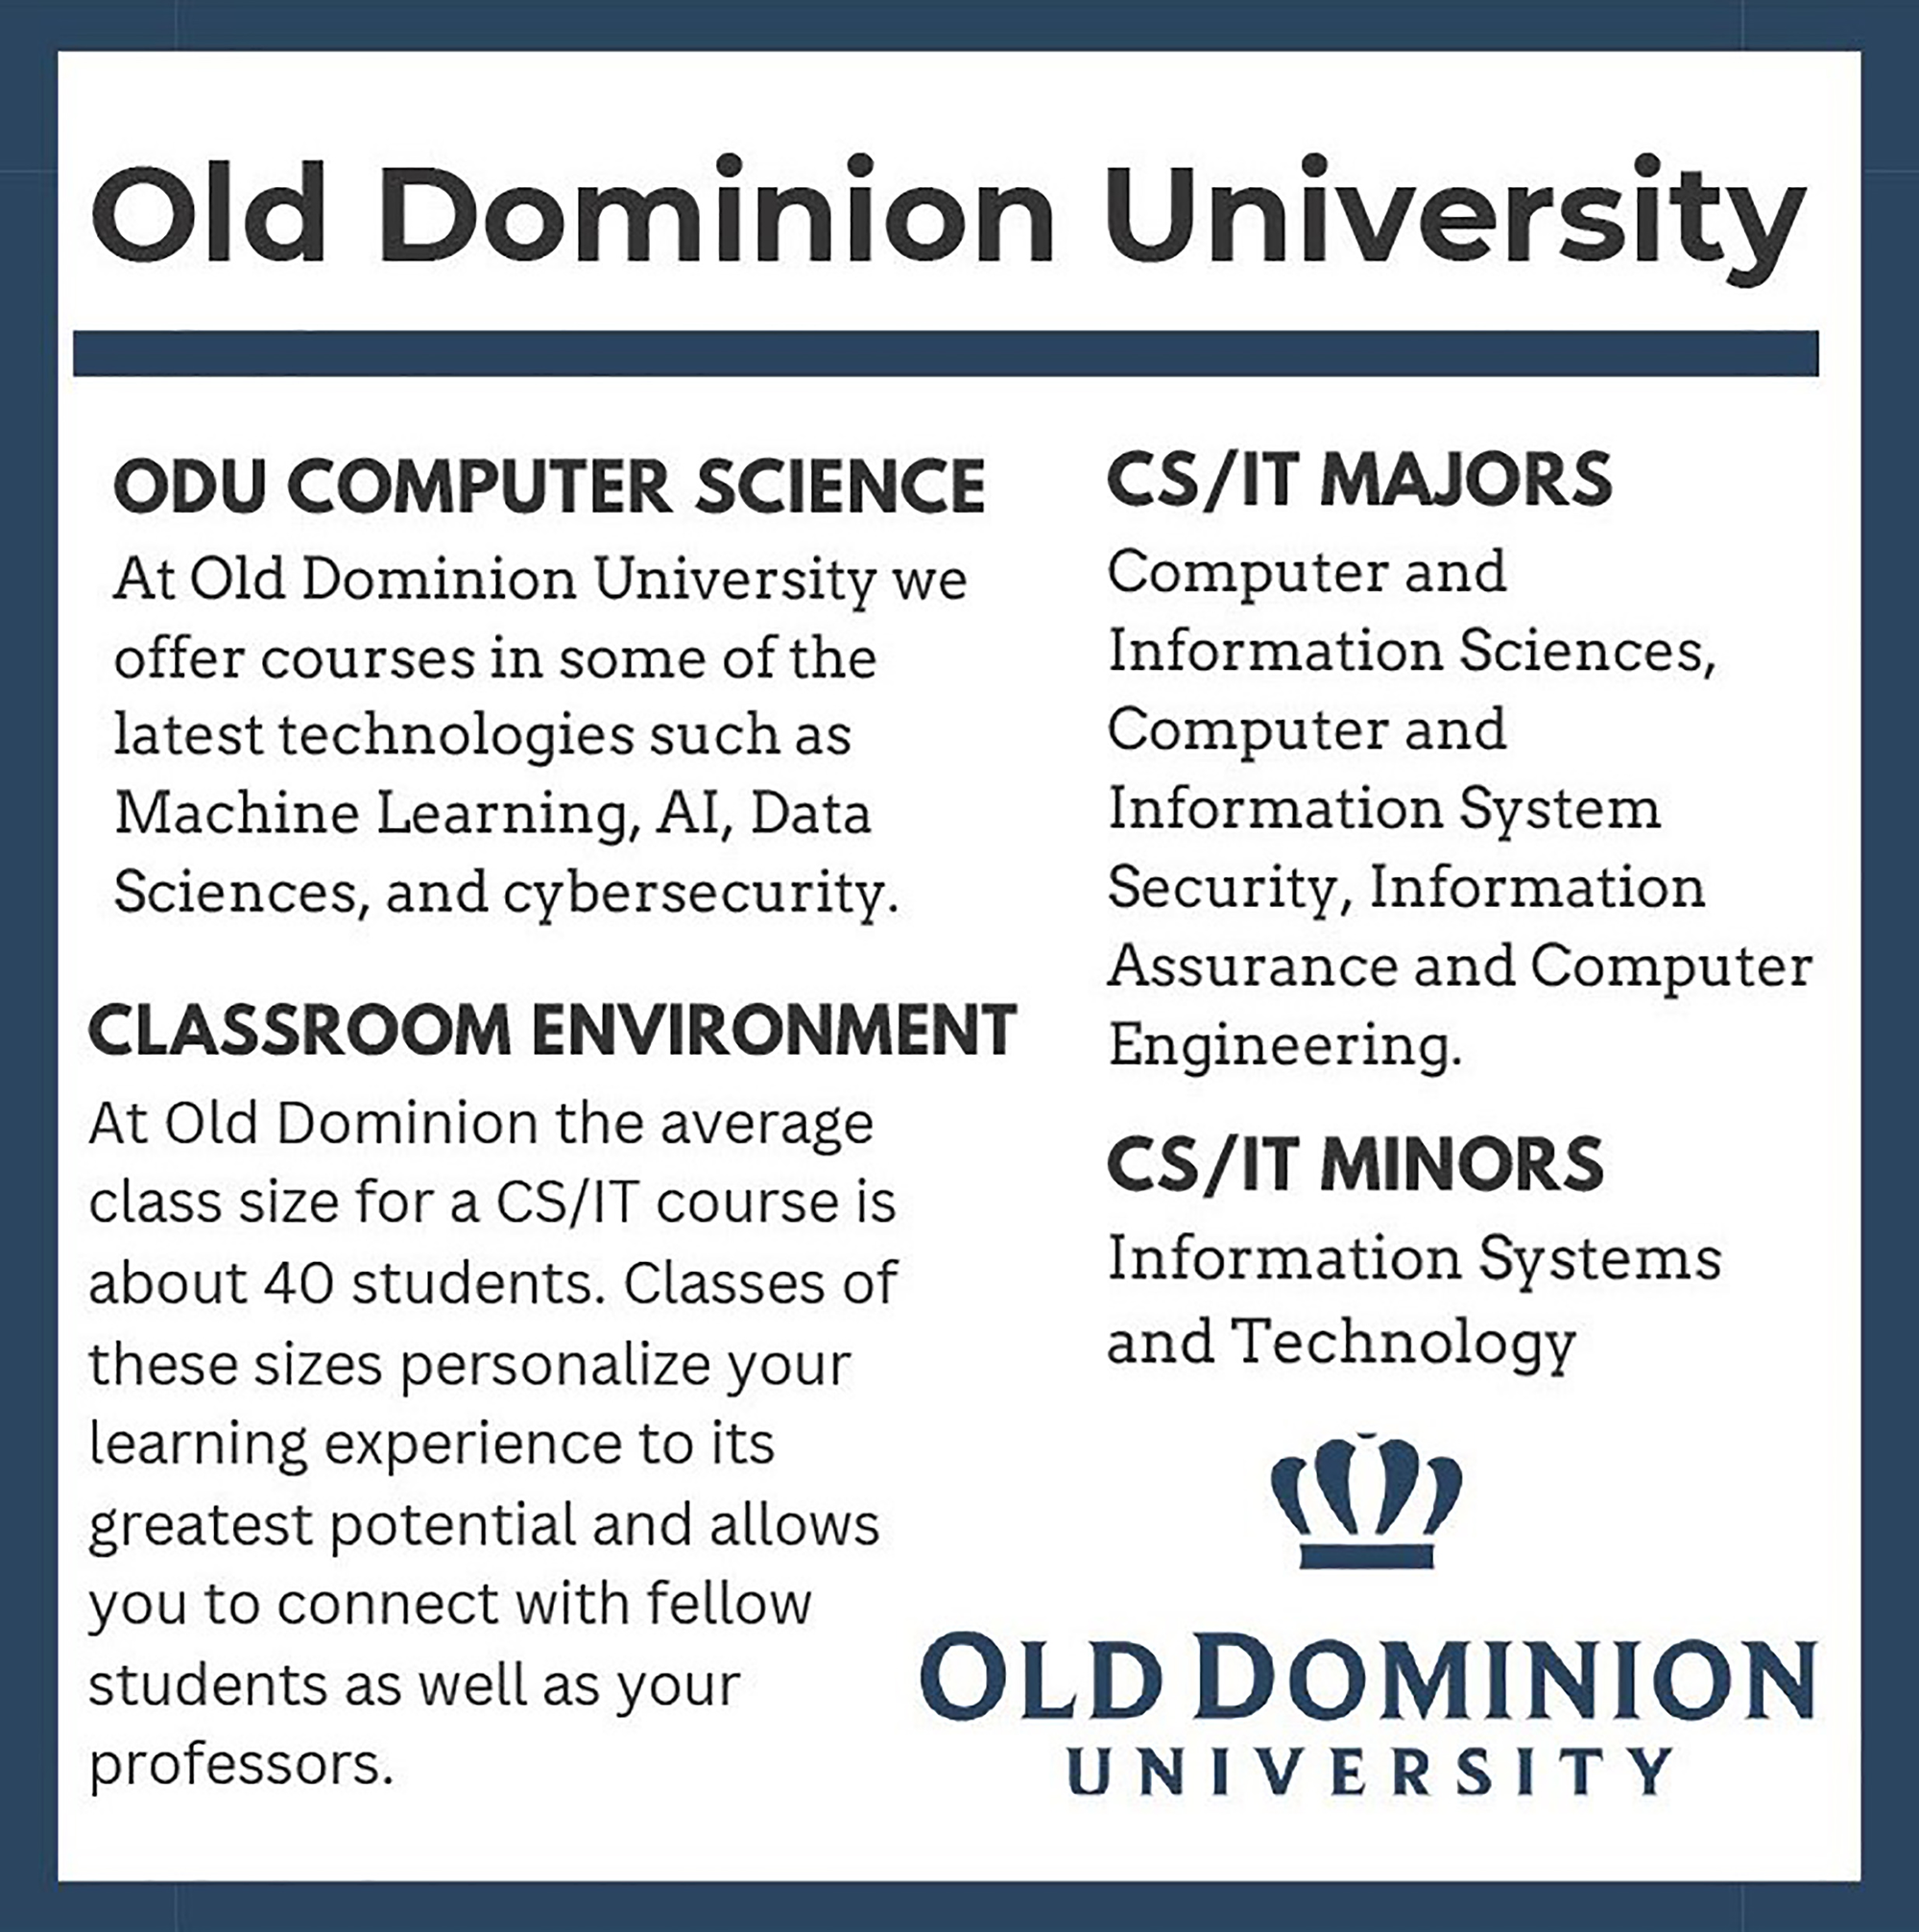 Old Dominion University
ODU COMPUTER SCIENCE
At Old Dominion University we
offer courses in some of the
latest technologies such as
Machine Learning, AI, Data
Sciences, and cybersecurity.
CLASSROOM ENVIRONMENT
At Old Dominion the average
class size for a CS/IT course is
about 40 students. Classes of
these sizes personalize your
learning experience to its
greatest potential and allows
you to connect with fellow
students as well as your
professors.
CS/IT MAJORS
Computer and
Information Sciences,
Computer and
Information System
Security, Information
Assurance and Computer
Engineering.
CS/IT MINORS
Information Systems
and Technology
OLD DOMINION
UNIVERSITY